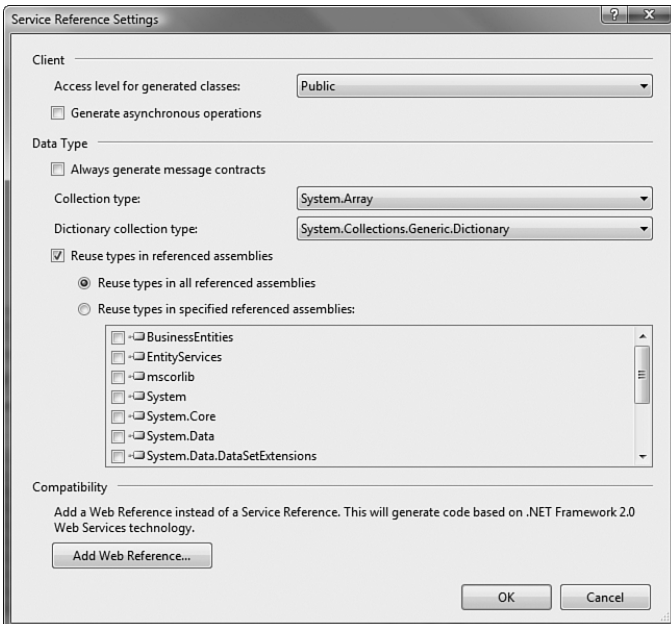 Service Reference Settings
Client
Access level for generated classes: Public
Generate asynchronous operations
Data Type
Always generate message contracts
Collection type: System.Array
Dictionary collection type: System.Collections.Generic.Dictionary
Reuse types in referenced assemblies
Reuse types in all referenced assemblies
Reuse types in specified referenced assemblies:
BusinessEntities
EntityServices
mscorlib
System
System.Core
System.Data
System.Data.DataSetExtensions
Compatibility
Add a Web Reference instead of a Service Reference. This will generate code based on .NET Framework 2.0
Web Services technology.
Add Web Reference...
OK Cancel